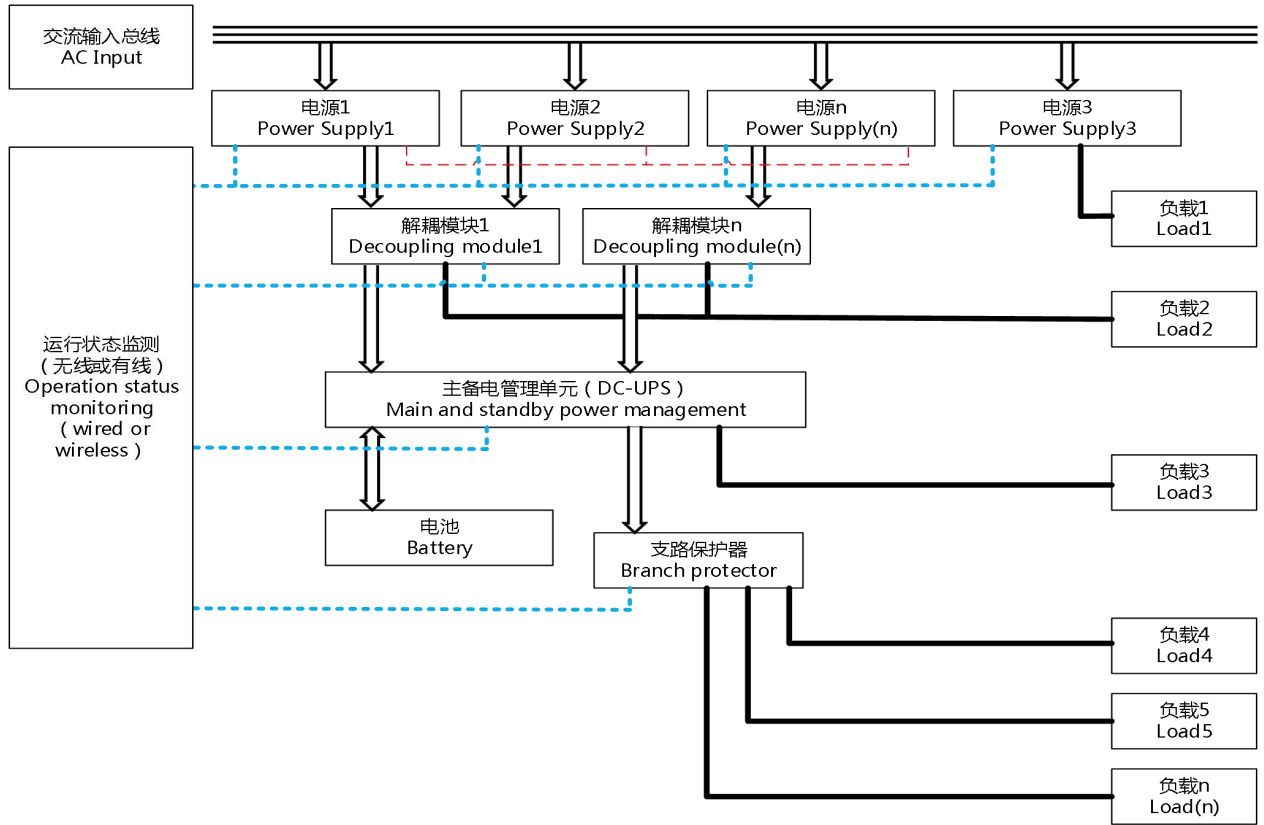 交流输入总线
AC Input
电源1
Power Supply1
电源2
Power Supply2
电源n
Power Supply(n)
电源3
Power Supply3
负载1
Load1
解耦模块1
Decoupling module1
解耦模块n
Decoupling module(n)
负载2
Load2
运行状态监测
（无线或有线）
Operation status
monitoring
（wired or
wireless）
主备电管理单元（DC-UPS）
Main and standby power management
负载3
Load3
电池
Battery
支路保护器
Branch protector
负载4
Load4
负载5
Load5
负载n
Load(n)